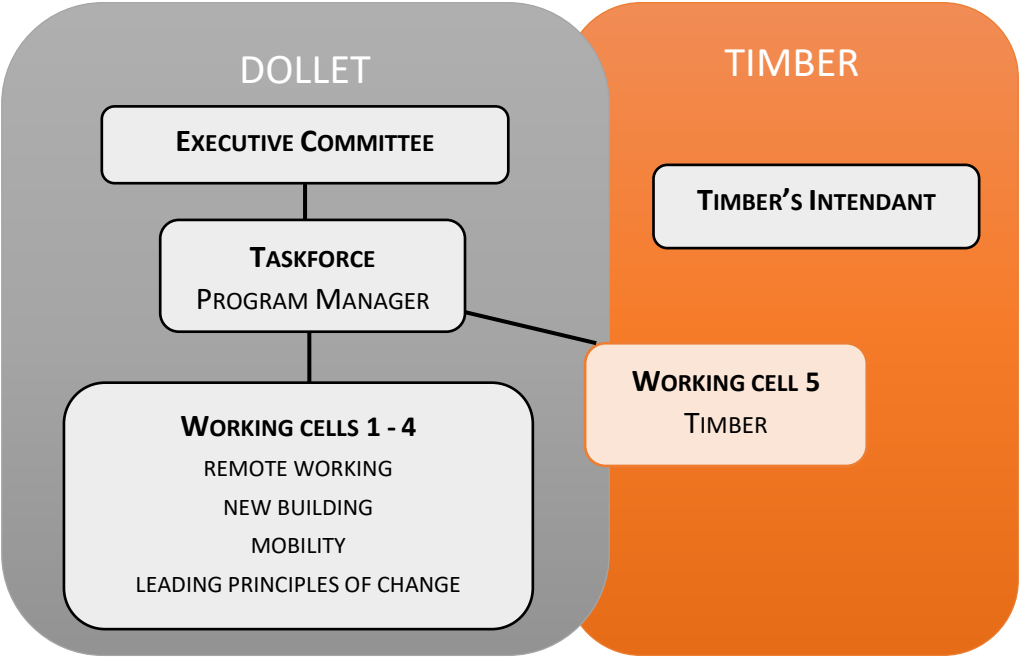 DOLLET
EXECUTIVE COMMITTEE
TASKFORCE
PROGRAM MANAGER
WORKING CELLS 1 - 4
REMOTE WORKING
NEW BUILDING
MOBILITY
LEADING PRINCIPLES OF CHANGE
TIMBER
TIMBER'S INTENDANT
WORKING CELL 5
TIMBER